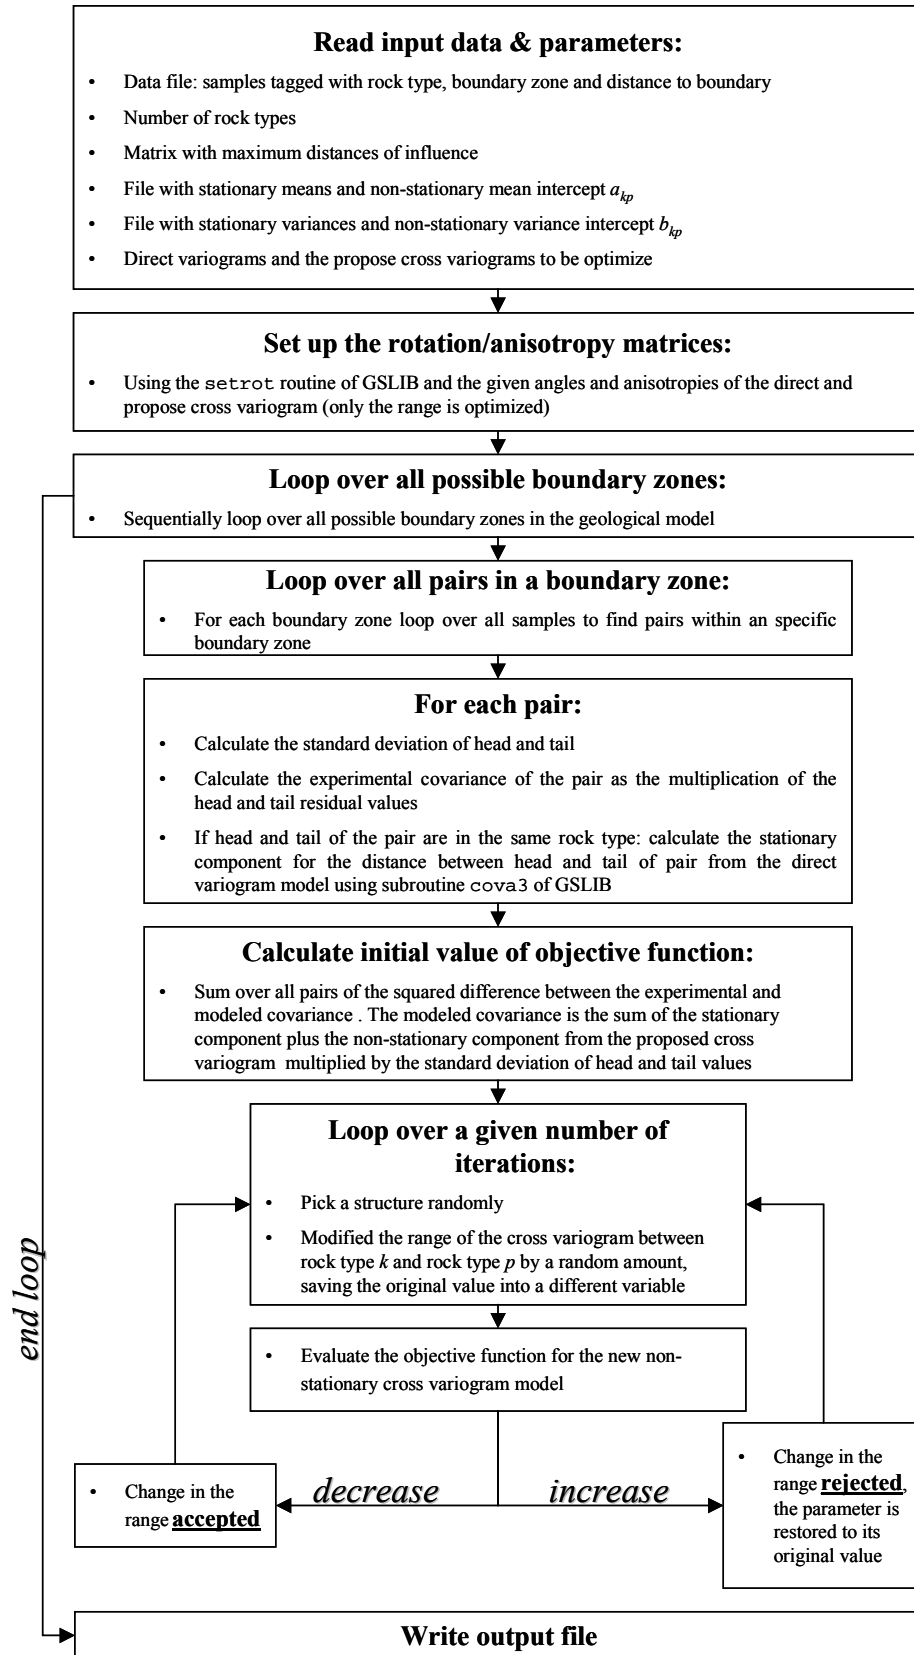 Read input data & parameters:
• Data file: samples tagged with rock type, boundary zone and distance to boundary
• Number of rock types
• Matrix with maximum distances of influence
• File with stationary means and non-stationary mean intercept a_kp
• File with stationary variances and non-stationary variance intercept b_kp
• Direct variograms and the propose cross variograms to be optimize
Set up the rotation/anisotropy matrices:
• Using the setrot routine of GSLIB and the given angles and anisotropies of the direct and
propose cross variogram (only the range is optimized)
Loop over all possible boundary zones:
• Sequentially loop over all possible boundary zones in the geological model
Loop over all pairs in a boundary zone:
• For each boundary zone loop over all samples to find pairs within an specific
boundary zone
For each pair:
• Calculate the standard deviation of head and tail
• Calculate the experimental covariance of the pair as the multiplication of the
head and tail residual values
• If head and tail of the pair are in the same rock type: calculate the stationary
component for the distance between head and tail of pair from the direct
variogram model using subroutine cova3 of GSLIB
Calculate initial value of objective function:
• Sum over all pairs of the squared difference between the experimental and
modeled covariance . The modeled covariance is the sum of the stationary
component plus the non-stationary component from the proposed cross
variogram multiplied by the standard deviation of head and tail values
Loop over a given number of
iterations:
• Pick a structure randomly
• Modified the range of the cross variogram between
rock type k and rock type p by a random amount,
saving the original value into a different variable
end loop
• Evaluate the objective function for the new non-
stationary cross variogram model
• Change in the
range accepted
decrease
increase
• Change in the
range rejected,
the parameter is
restored to its
original value
Write output file